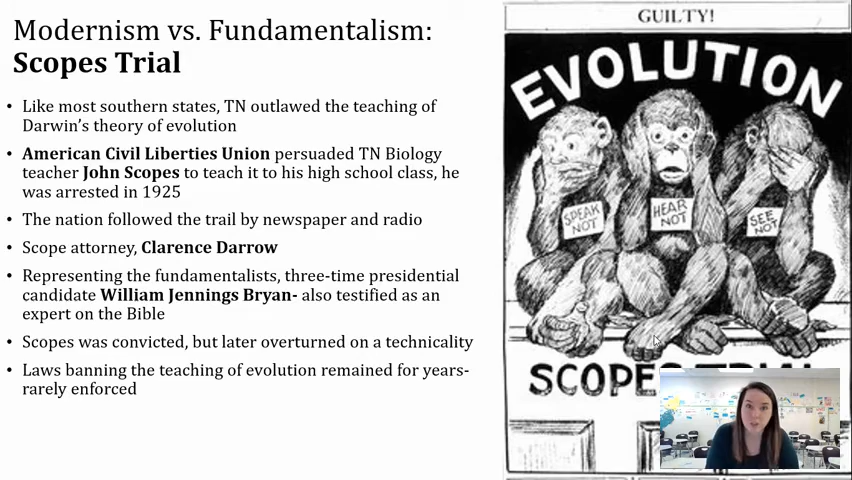 Modernism vs. Fundamentalism:
Scopes Trial
• Like most southern states, TN outlawed the teaching of
Darwin's theory of evolution
• American Civil Liberties Union persuaded TN Biology
teacher John Scopes to teach it to his high school class, he
was arrested in 1925
• The nation followed the trail by newspaper and radio
• Scope attorney, Clarence Darrow
• Representing the fundamentalists, three-time presidential
candidate William Jennings Bryan- also testified as an
expert on the Bible
• Scopes was convicted, but later overturned on a technicality
• Laws banning the teaching of evolution remained for years-
rarely enforced
GUILTY!
EVOLUTION
SPEAK
NOT
HEAR
NOT
SEE
NOT
SCOPES TRIAL